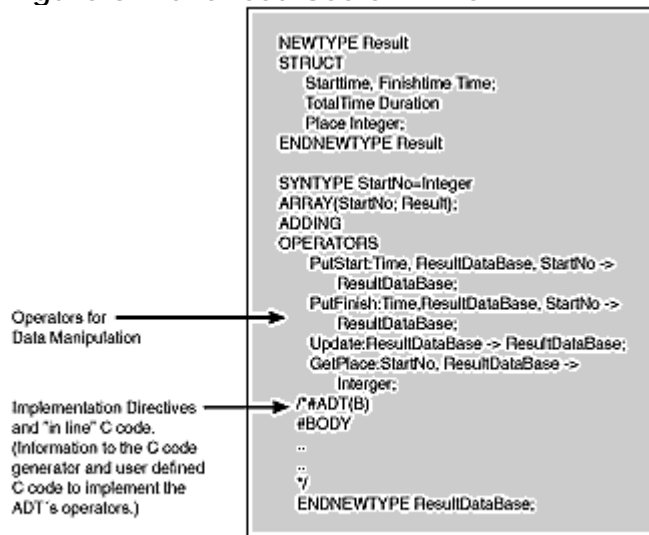 NEWTYPE Result
STRUCT
Starttime, Finishtime Time;
TotalTime Duration
Place Integer;
ENDNEWTYPE Result
SYNTYPE StartNo=Integer
ARRAY(StartNo; Result);
ADDING
OPERATORS
PutStart:Time, ResultDataBase, StartNo ->
ResultDataBase;
PutFinish:Time,ResultDataBase, StartNo ->
ResultDataBase;
Update:ResultDataBase -> ResultDataBase;
GetPlace:StartNo, ResultDataBase ->
Interger;
/*#ADT(B)
#BODY
..
..
*/
ENDNEWTYPE ResultDataBase;
Operators for
Data Manipulation
Implementation Directives
and "in line" C code.
(Information to the C code
generator and user defined
C code to implement the
ADT's operators.)